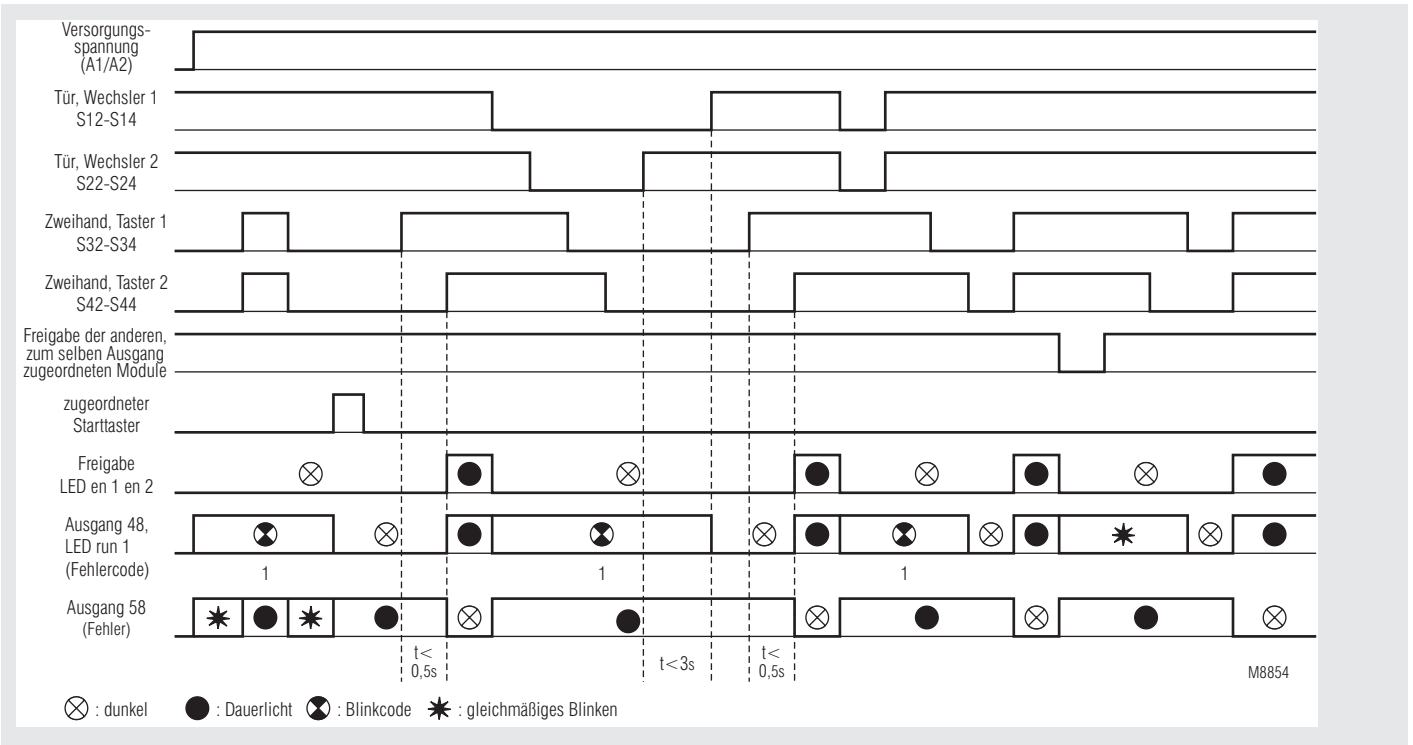 Versorgungs-
spannung
(A1/A2)
Tür, Wechsler 1
S12-S14
Tür, Wechsler 2
S22-S24
Zweihand, Taster 1
S32-S34
Zweihand, Taster 2
S42-S44
Freigabe der anderen,
zum selben Ausgang
zugeordneten Module
zugeordneter
Starttaster
Freigabe
LED en 1 en 2
Ausgang 48,
LED run 1
(Fehlercode)
1 1 1
Ausgang 58
(Fehler)
t<
0,5s
t<3s
t<
0,5s
M8854
: dunkel : Dauerlicht : Blinkcode : gleichmäßiges Blinken